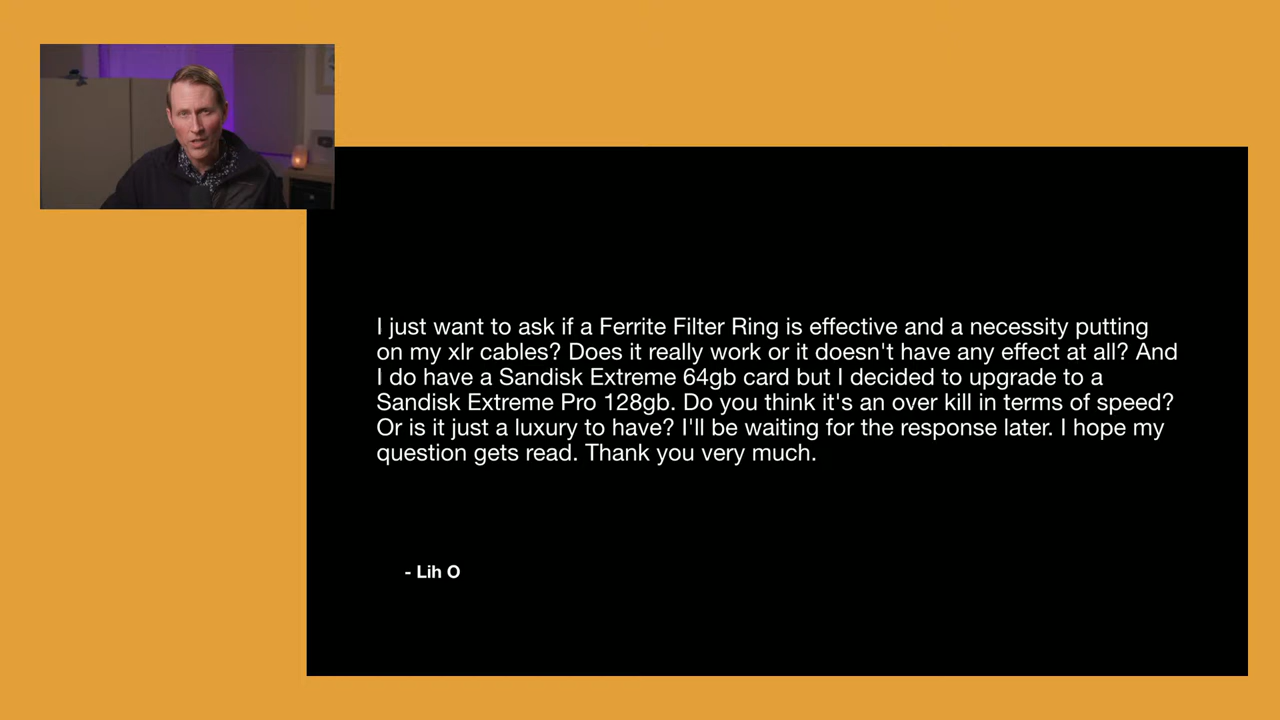 I just want to ask if a Ferrite Filter Ring is effective and a necessity putting
on my xlr cables? Does it really work or it doesn't have any effect at all? And
I do have a Sandisk Extreme 64gb card but I decided to upgrade to a
Sandisk Extreme Pro 128gb. Do you think it's an over kill in terms of speed?
Or is it just a luxury to have? I'll be waiting for the response later. I hope my
question gets read. Thank you very much.
- Lih O